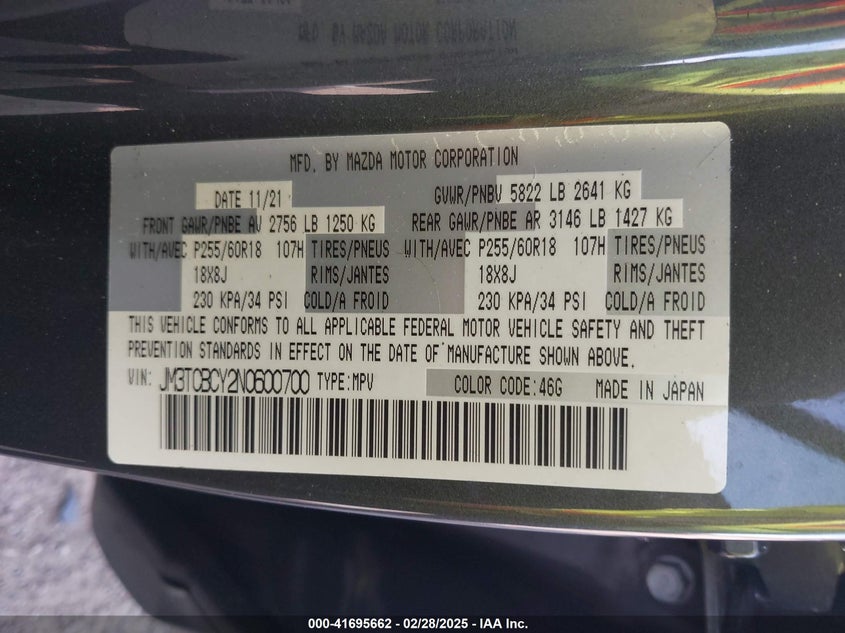 MFD. BY MAZDA MOTOR CORPORATION
DATE 11/21 GVWR/PNBV 5822 LB 2641 KG
FRONT GAWR/PNBE AV 2756 LB 1250 KG REAR GAWR/PNBE AR 3146 LB 1427 KG
WITH/AVEC P255/60R18 107H TIRES/PNEUS WITH/AVEC P255/60R18 107H TIRES/PNEUS
18X8J RIMS/JANTES 18X8J RIMS/JANTES
230 KPA/34 PSI COLD/A FROID 230 KPA/34 PSI COLD/A FROID
THIS VEHICLE CONFORMS TO ALL APPLICABLE FEDERAL MOTOR VEHICLE SAFETY AND THEFT
PREVENTION STANDARDS IN EFFECT ON THE DATE OF MANUFACTURE SHOWN ABOVE.
VIN: JM3TCBCY2N0600700 TYPE:MPV COLOR CODE:46G MADE IN JAPAN
000-41695662 - 02/28/2025 - IAA Inc.